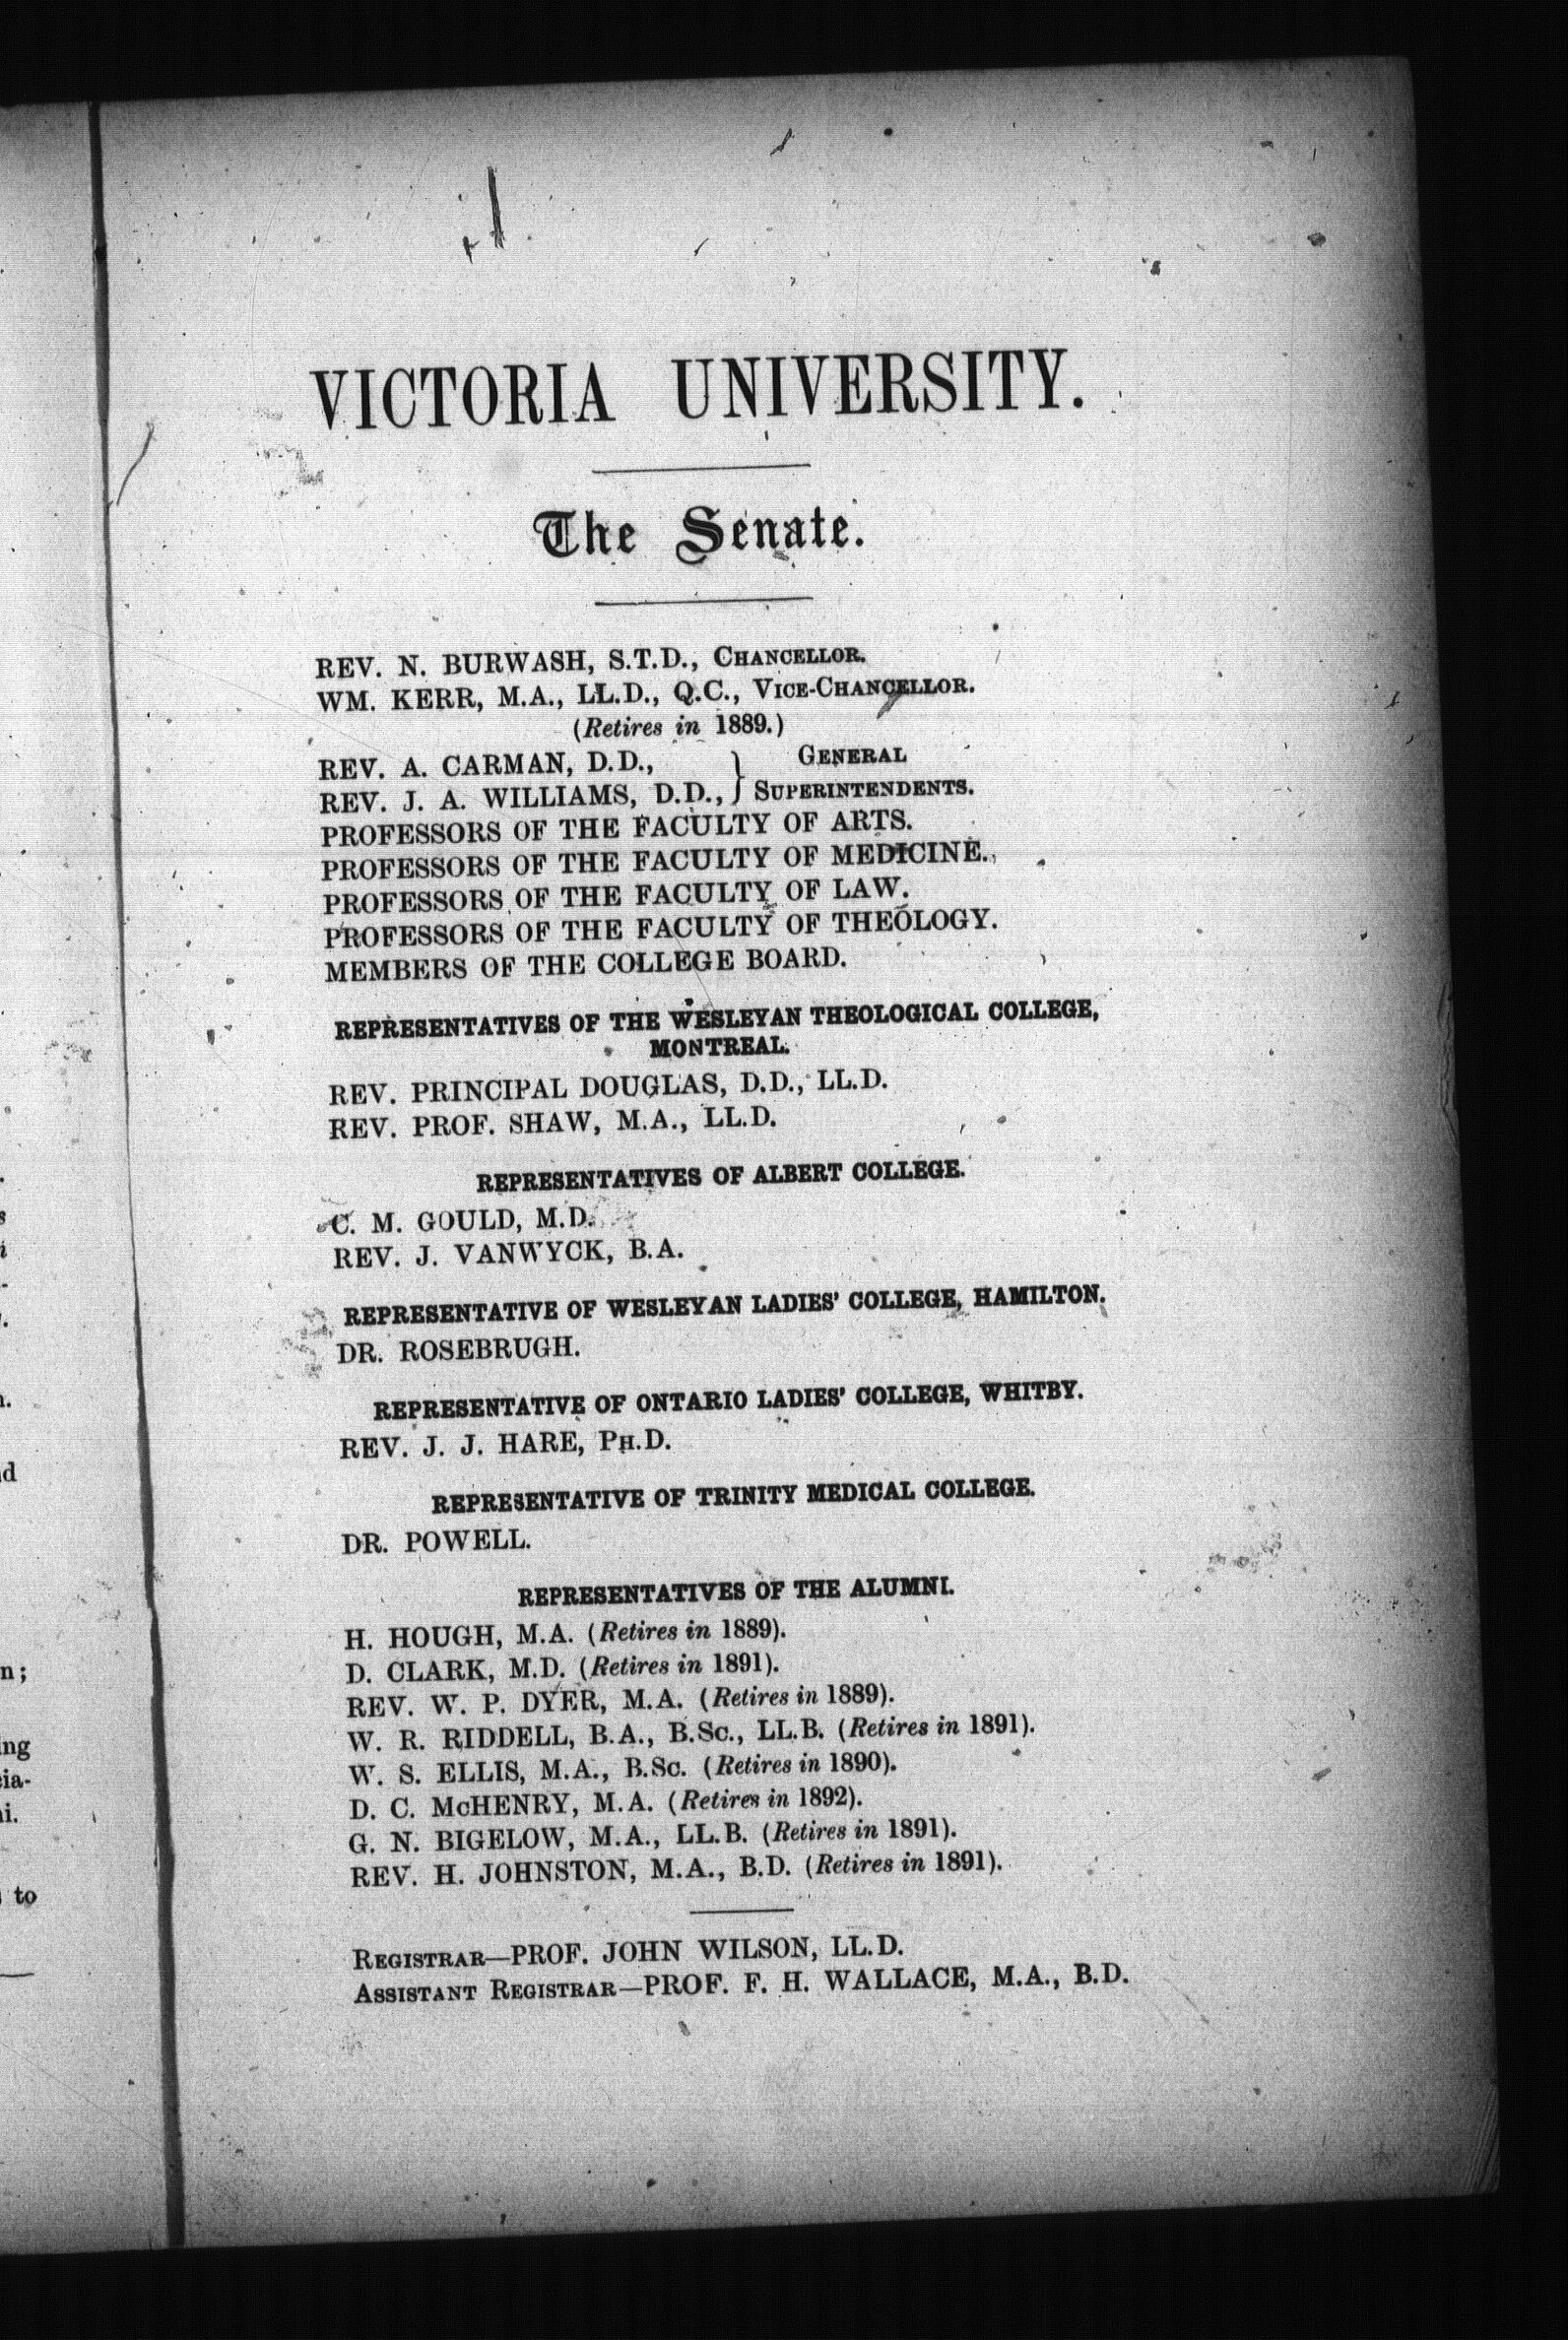 VICTORIA UNIVERSITY.
The Senate.
REV. N. BURWASH, S.T.D., CHANCELLOR.
WM. KERR, M.A., LL.D., Q.C., VICE-CHANCELLOR.
(Retires in 1889.)
REV. A. CARMAN, D.D., } GENERAL
REV. J. A. WILLIAMS, D.D., } SUPERINTENDENTS.
PROFESSORS OF THE FACULTY OF ARTS.
PROFESSORS OF THE FACULTY OF MEDICINE.
PROFESSORS OF THE FACULTY OF LAW.
PROFESSORS OF THE FACULTY OF THEOLOGY.
MEMBERS OF THE COLLEGE BOARD.
REPRESENTATIVES OF THE WESLEYAN THEOLOGICAL COLLEGE,
MONTREAL.
REV. PRINCIPAL DOUGLAS, D.D., LL.D.
REV. PROF. SHAW, M.A., LL.D.
REPRESENTATIVES OF ALBERT COLLEGE.
C. M. GOULD, M.D.
REV. J. VANWYCK, B.A.
REPRESENTATIVE OF WESLEYAN LADIES' COLLEGE, HAMILTON.
DR. ROSEBRUGH.
REPRESENTATIVE OF ONTARIO LADIES' COLLEGE, WHITBY.
REV. J. J. HARE, PH.D.
REPRESENTATIVE OF TRINITY MEDICAL COLLEGE.
DR. POWELL.
REPRESENTATIVES OF THE ALUMNI.
H. HOUGH, M.A. (Retires in 1889).
D. CLARK, M.D. (Retires in 1891).
REV. W. P. DYER, M.A. (Retires in 1889).
W. R. RIDDELL, B.A., B.Sc., LL.B. (Retires in 1891).
W. S. ELLIS, M.A., B.Sc. (Retires in 1890).
D. C. McHENRY, M.A. (Retires in 1892).
G. N. BIGELOW, M.A., LL.B. (Retires in 1891).
REV. H. JOHNSTON, M.A., B.D. (Retires in 1891).
REGISTRAR—PROF. JOHN WILSON, LL.D.
ASSISTANT REGISTRAR—PROF. F. H. WALLACE, M.A., B.D.